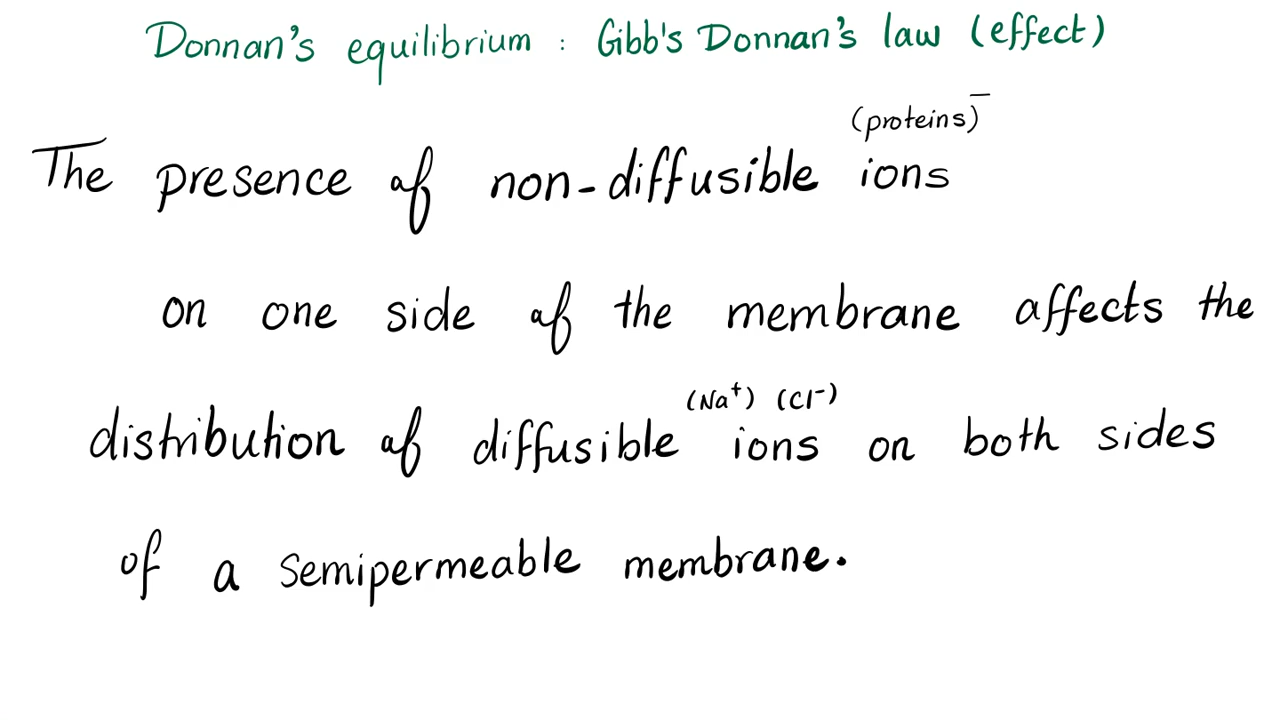 Donnan's equilibrium : Gibb's Donnan's law (effect)
(proteins)⁻
The presence of non-diffusible ions
on one side of the membrane affects the
(Na⁺) (Cl⁻)
distribution of diffusible ions on both sides
of a semipermeable membrane.